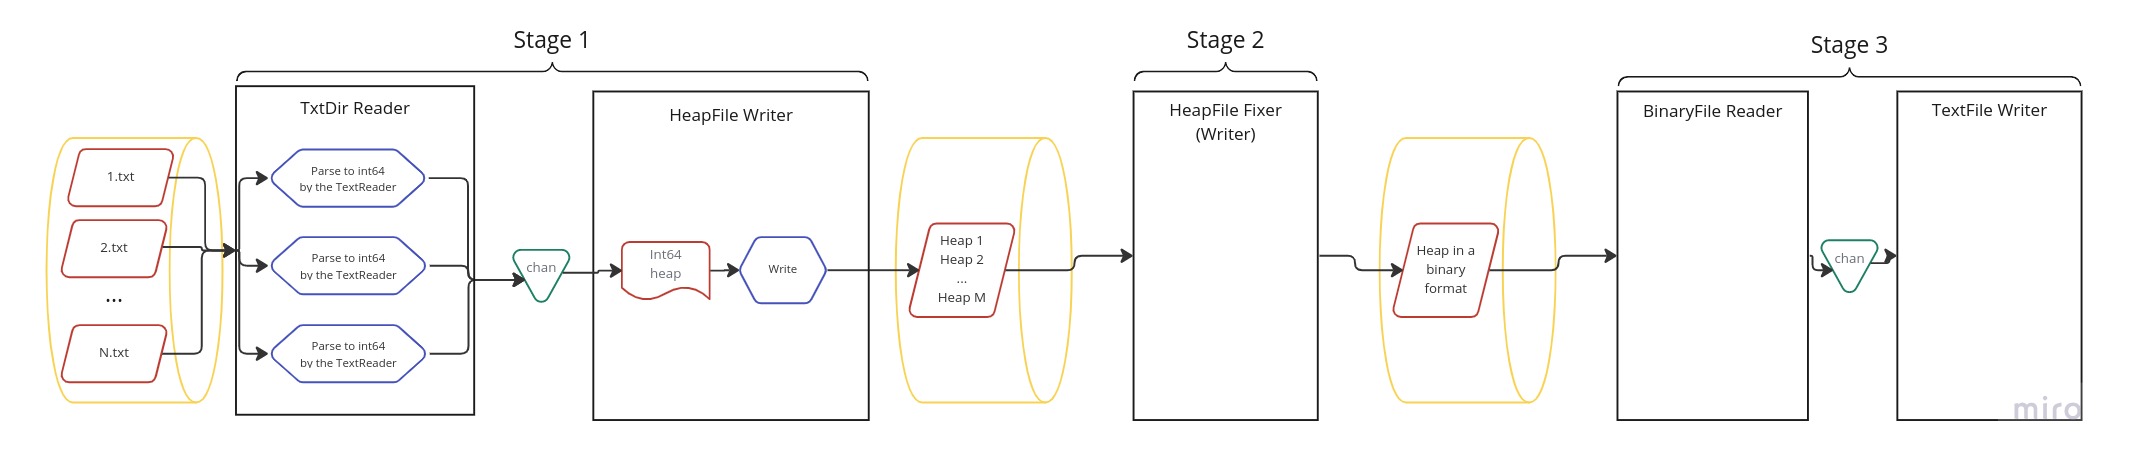 Stage 1
Stage 2
Stage 3
TxtDir Reader
HeapFile Writer
HeapFile Fixer
(Writer)
BinaryFile Reader
TextFile Writer
1.txt
2.txt
...
N.txt
Parse to int64
by the TextReader
Parse to int64
by the TextReader
Parse to int64
by the TextReader
chan
Int64
heap
Write
Heap 1
Heap 2
...
Heap M
Heap in a
binary
format
chan
miro